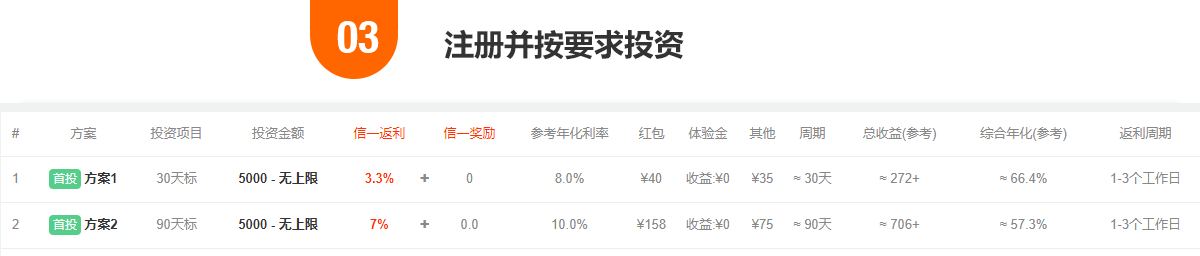 03 注册并按要求投资
# 方案 投资项目 投资金额 信一返利 信一奖励 参考年化利率 红包 体验金 其他 周期 总收益(参考) 综合年化(参考) 返利周期
1 首投 方案1 30天标 5000 - 无上限 3.3% + 0 8.0% ¥40 收益:¥0 ¥35 ≈ 30天 ≈ 272+ ≈ 66.4% 1-3个工作日
2 首投 方案2 90天标 5000 - 无上限 7% + 0.0 10.0% ¥158 收益:¥0 ¥75 ≈ 90天 ≈ 706+ ≈ 57.3% 1-3个工作日